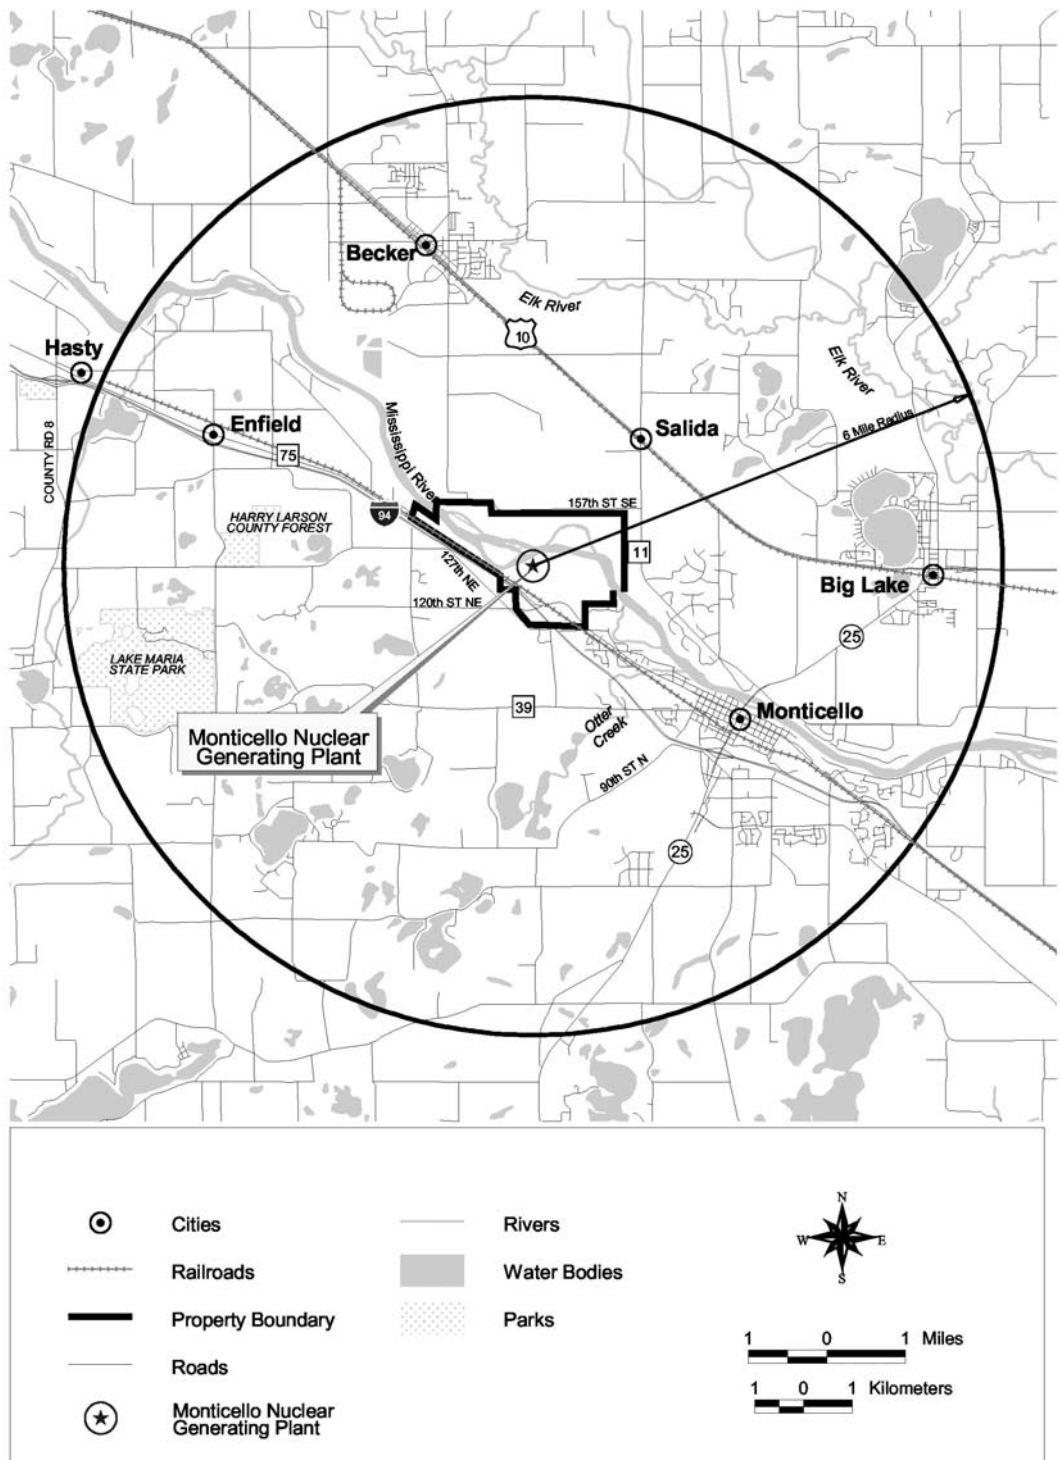 Becker
Elk River
10
Hasty
Elk River
Enfield
Salida
6 Mile Radius
COUNTY RD 8
75
Mississippi River
94
157th ST SE
HARRY LARSON
COUNTY FOREST
11
127th NE
Big Lake
120th ST NE
25
LAKE MARIA
STATE PARK
39
Monticello
Otter
Creek
Monticello Nuclear
Generating Plant
90th ST N
25
Cities
Rivers
N
W
E
S
Railroads
Water Bodies
Property Boundary
Parks
1 0 1 Miles
Roads
1 0 1 Kilometers
Monticello Nuclear
Generating Plant